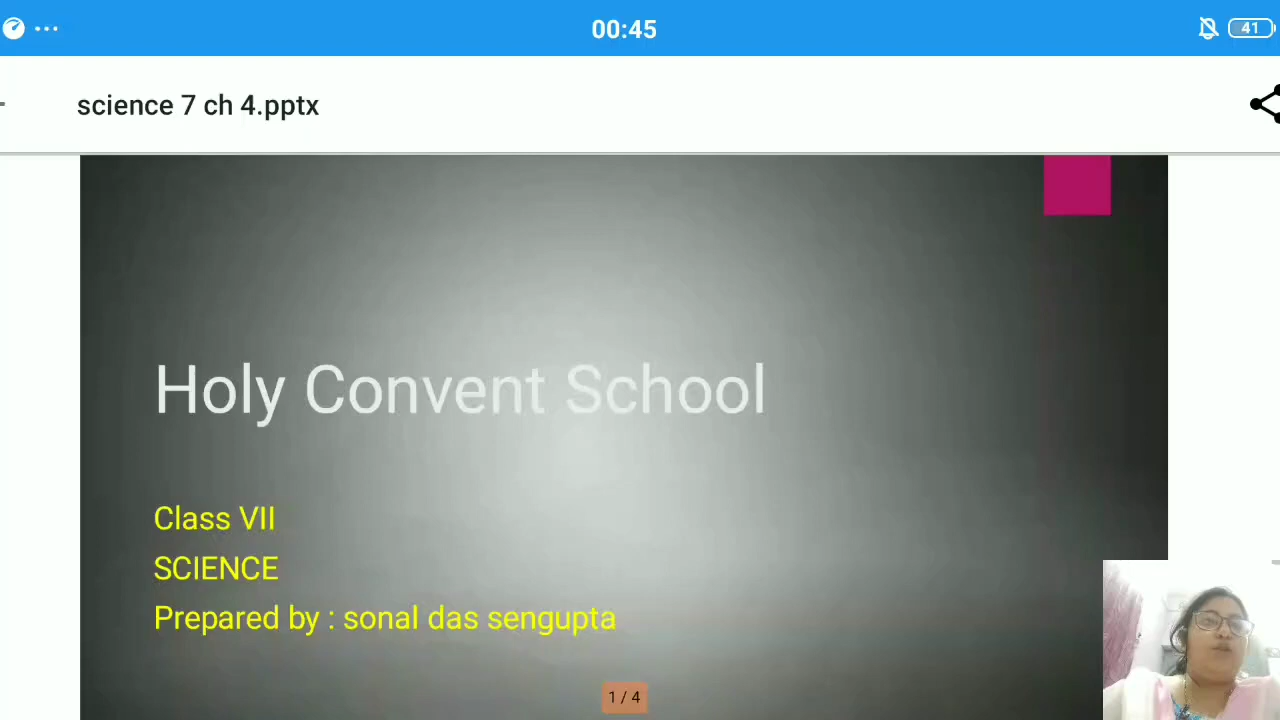 00:45
41
science 7 ch 4.pptx
Holy Convent School
Class VII
SCIENCE
Prepared by : sonal das sengupta
1 / 4